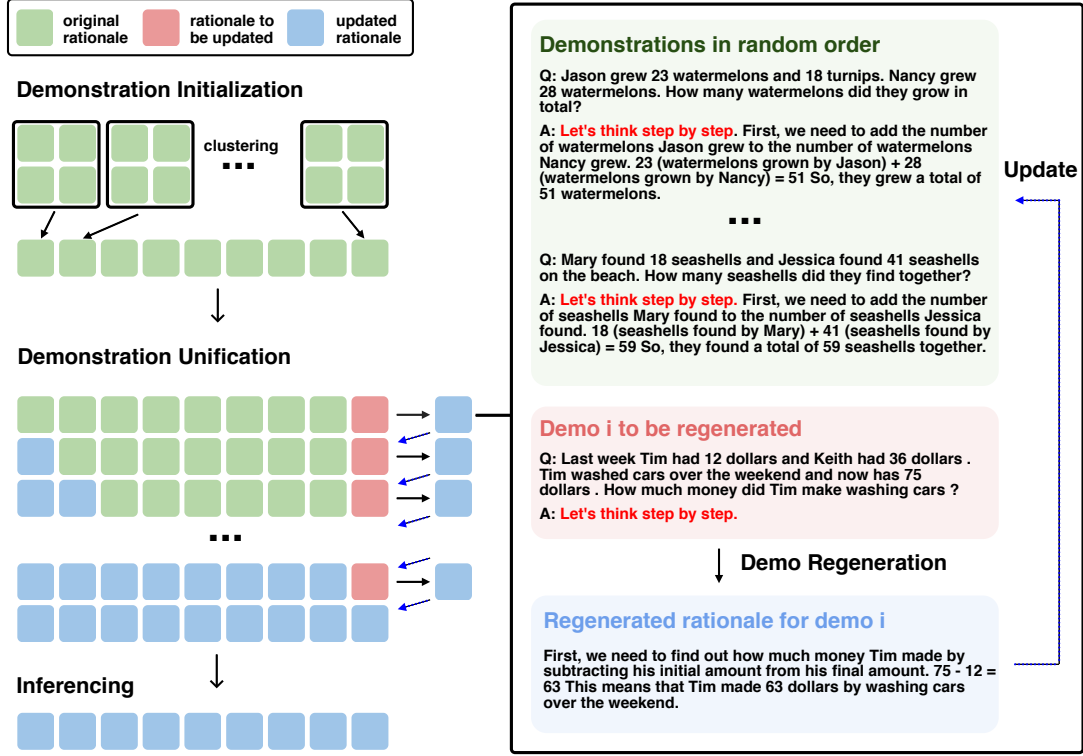 original
rationale
rationale to
be updated
updated
rationale
Demonstration Initialization
clustering
...
Demonstration Unification
...
Inferencing
Demonstrations in random order
Q: Jason grew 23 watermelons and 18 turnips. Nancy grew
28 watermelons. How many watermelons did they grow in
total?
A: Let's think step by step. First, we need to add the number
of watermelons Jason grew to the number of watermelons
Nancy grew. 23 (watermelons grown by Jason) + 28
(watermelons grown by Nancy) = 51 So, they grew a total of
51 watermelons.
...
Q: Mary found 18 seashells and Jessica found 41 seashells
on the beach. How many seashells did they find together?
A: Let's think step by step. First, we need to add the number
of seashells Mary found to the number of seashells Jessica
found. 18 (seashells found by Mary) + 41 (seashells found by
Jessica) = 59 So, they found a total of 59 seashells together.
Update
Demo i to be regenerated
Q: Last week Tim had 12 dollars and Keith had 36 dollars .
Tim washed cars over the weekend and now has 75
dollars . How much money did Tim make washing cars ?
A: Let's think step by step.
Demo Regeneration
Regenerated rationale for demo i
First, we need to find out how much money Tim made by
subtracting his initial amount from his final amount. 75 - 12 =
63 This means that Tim made 63 dollars by washing cars
over the weekend.